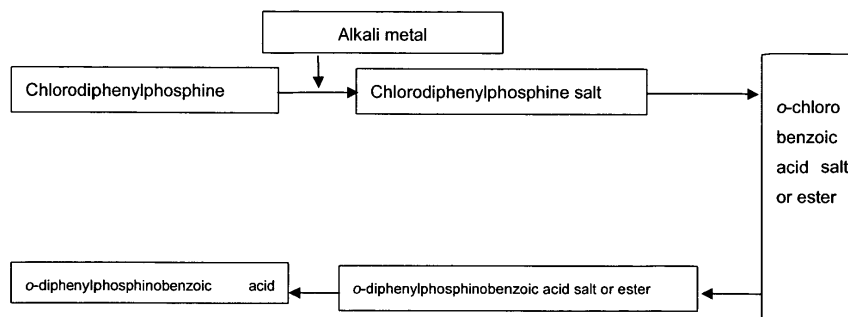 Alkali metal
Chlorodiphenylphosphine
Chlorodiphenylphosphine salt
o-chloro
benzoic
acid salt
or ester
o-diphenylphosphinobenzoic acid
o-diphenylphosphinobenzoic acid salt or ester